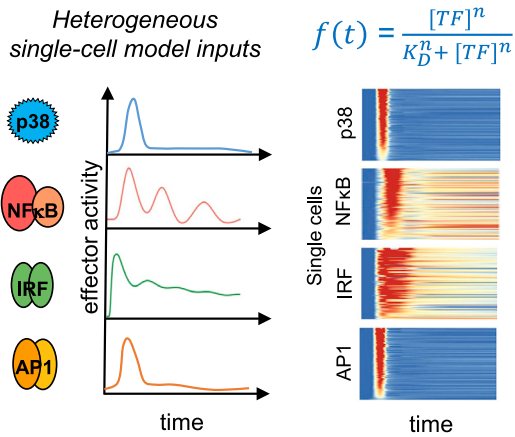 Heterogeneous
single-cell model inputs
f(t) = [TF]^n / K_D^n + [TF]^n
p38
NFκB
IRF
AP1
effector activity
time
Single cells
p38
NFκB
IRF
AP1
time